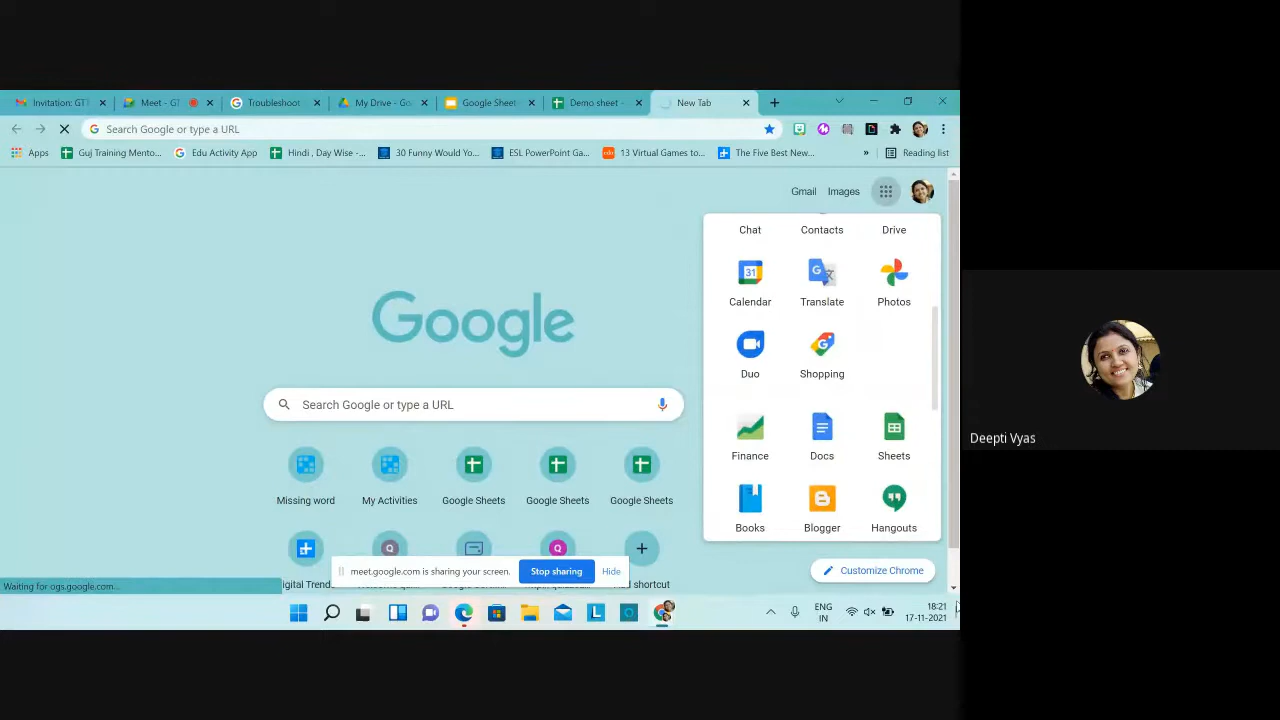 Invitation: GT
Meet - GT
Troubleshoot
My Drive - Go
Google Sheet
Demo sheet -
New Tab
Search Google or type a URL
Apps
Guj Training Mento...
Edu Activity App
Hindi , Day Wise -...
30 Funny Would Yo...
ESL PowerPoint Ga...
13 Virtual Games to...
The Five Best New...
»
Reading list
Gmail
Images
Chat
Contacts
Drive
31
Calendar
Translate
Photos
Duo
Shopping
Google
Search Google or type a URL
Finance
Docs
Sheets
Missing word
My Activities
Google Sheets
Google Sheets
Google Sheets
Books
Blogger
Hangouts
Q
Q
igital Trend
dd shortcut
meet.google.com is sharing your screen.
Stop sharing
Hide
Customize Chrome
Waiting for ogs.google.com...
ENG
IN
18:21
17-11-2021
Deepti Vyas